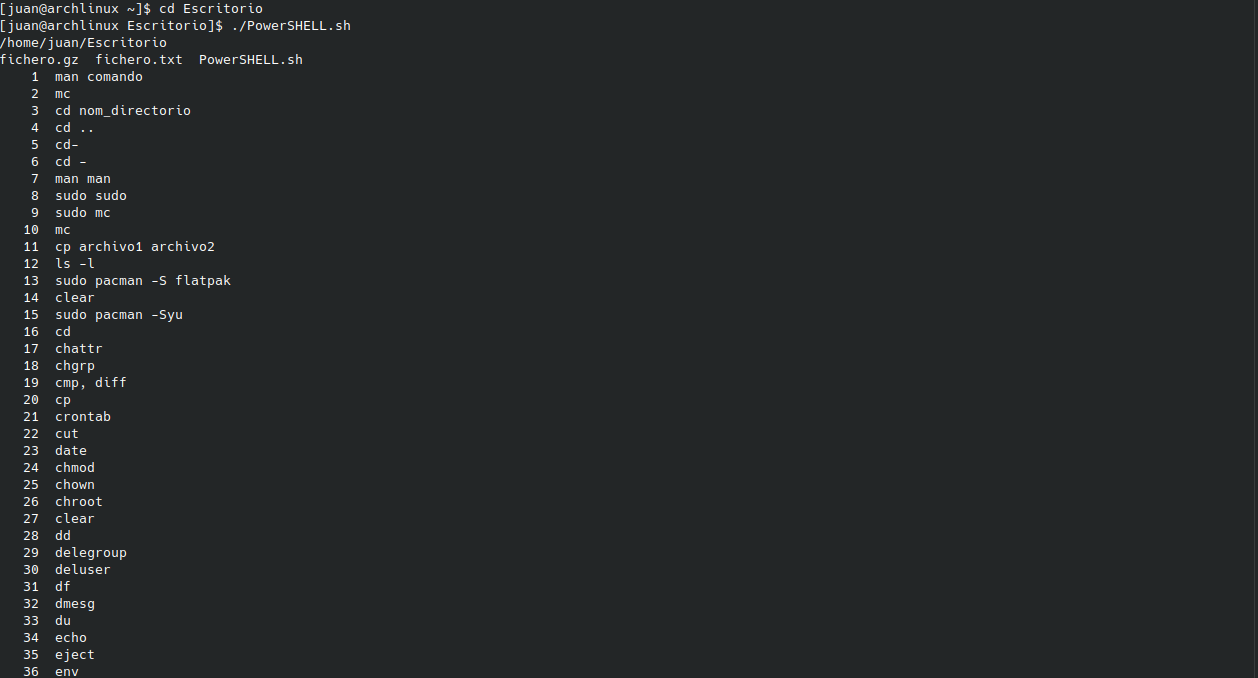 [juan@archlinux ~]$ cd Escritorio
[juan@archlinux Escritorio]$ ./PowerSHELL.sh
/home/juan/Escritorio
fichero.gz  fichero.txt  PowerSHELL.sh
    1  man comando
    2  mc
    3  cd nom_directorio
    4  cd ..
    5  cd-
    6  cd -
    7  man man
    8  sudo sudo
    9  sudo mc
   10  mc
   11  cp archivo1 archivo2
   12  ls -l
   13  sudo pacman -S flatpak
   14  clear
   15  sudo pacman -Syu
   16  cd
   17  chattr
   18  chgrp
   19  cmp, diff
   20  cp
   21  crontab
   22  cut
   23  date
   24  chmod
   25  chown
   26  chroot
   27  clear
   28  dd
   29  delegroup
   30  deluser
   31  df
   32  dmesg
   33  du
   34  echo
   35  eject
   36  env